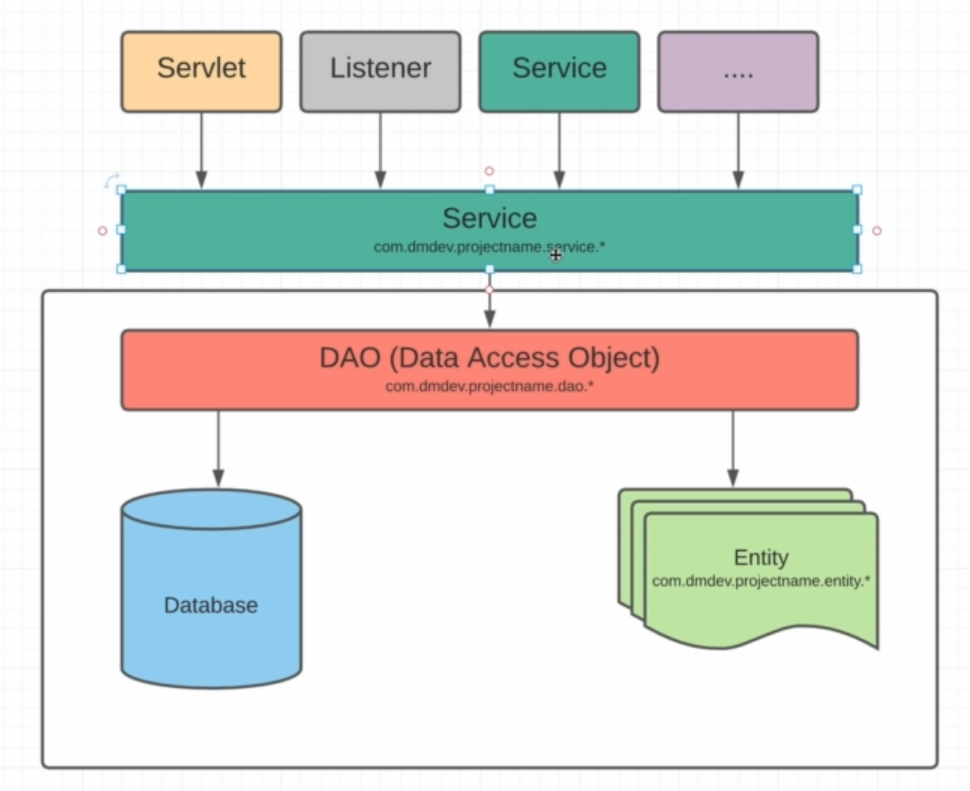 Servlet
Listener
Service
....
Service
com.dmdev.projectname.service.*
DAO (Data Access Object)
com.dmdev.projectname.dao.*
Database
Entity
com.dmdev.projectname.entity.*